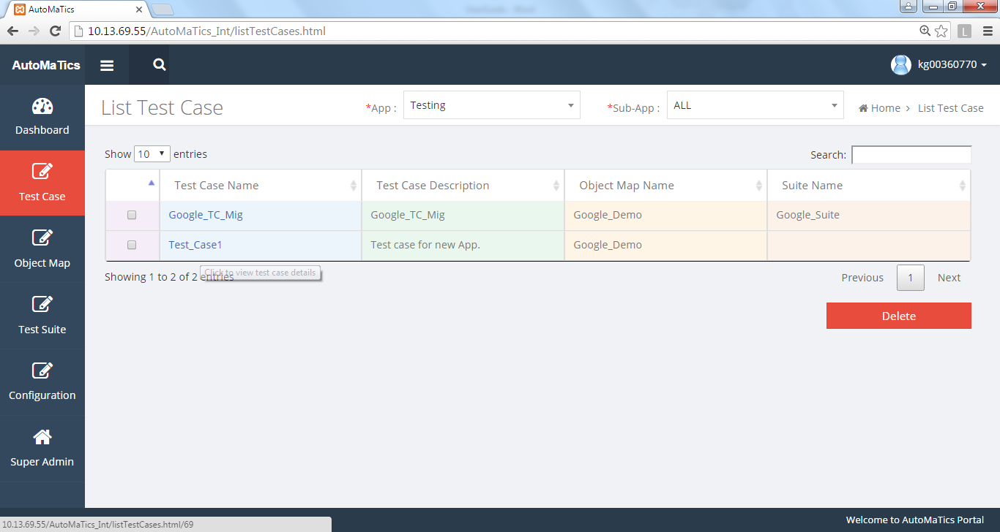 AutoMaTics
10.13.69.55/AutoMaTics_Int/listTestCases.html
L
AutoMaTics
kg00360770
Dashboard
Test Case
Object Map
Test Suite
Configuration
Super Admin
List Test Case
*App :
Testing
*Sub-App :
ALL
Home > List Test Case
Show 10 entries
Search:
Test Case Name Test Case Description Object Map Name Suite Name
Google_TC_Mig Google_TC_Mig Google_Demo Google_Suite
Test_Case1 Test case for new App. Google_Demo
Click to view test case details
Showing 1 to 2 of 2 entries
Previous 1 Next
Delete
10.13.69.55/AutoMaTics_Int/listTestCases.html/69
Welcome to AutoMaTics Portal